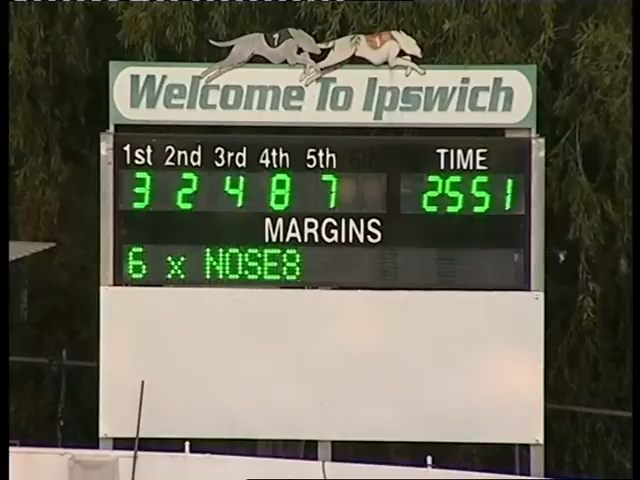 Welcome To Ipswich
1st 2nd 3rd 4th 5th TIME
3 2 4 8 7 2551
MARGINS
6 x NOSE8